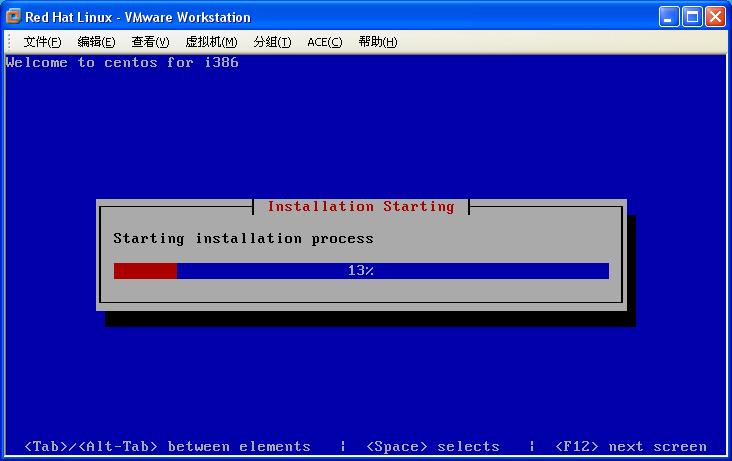 Red Hat Linux - VMware Workstation
文件(F) 编辑(E) 查看(V) 虚拟机(M) 分组(T) ACE(C) 帮助(H)
Welcome to centos for i386
Installation Starting
Starting installation process
13%
<Tab>/<Alt-Tab> between elements | <Space> selects | <F12> next screen